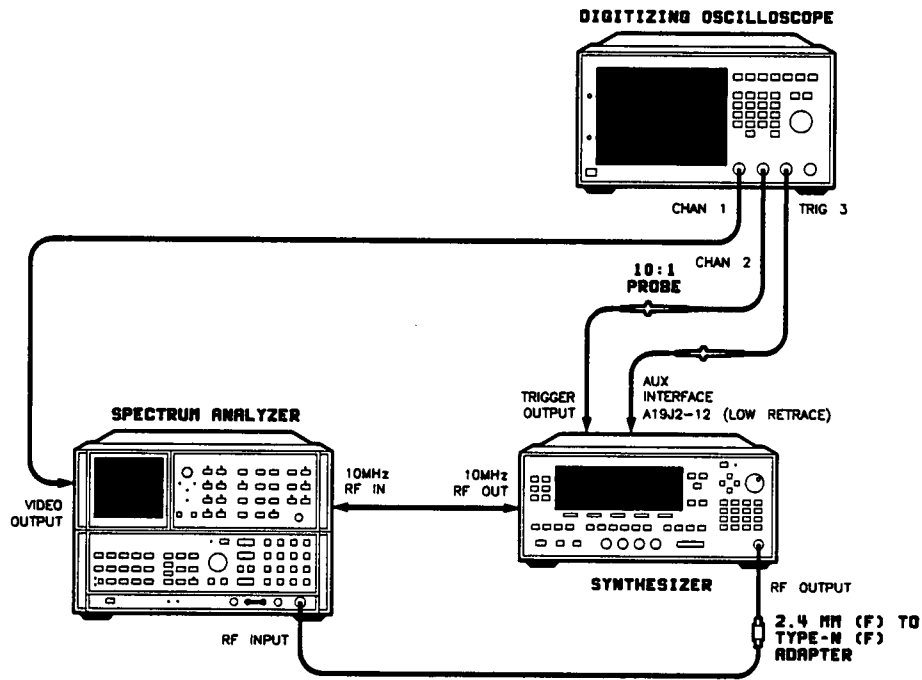 DIGITIZING OSCILLOSCOPE
CHAN 1
TRIG 3
CHAN 2
10:1
PROBE
TRIGGER
OUTPUT
AUX
INTERFACE
A19J2-12 (LOW RETRACE)
SPECTRUM ANALYZER
10MHz
RF IN
10MHz
RF OUT
VIDEO
OUTPUT
SYNTHESIZER
RF OUTPUT
RF INPUT
2.4 MM (F) TO
TYPE-N (F)
ADAPTER